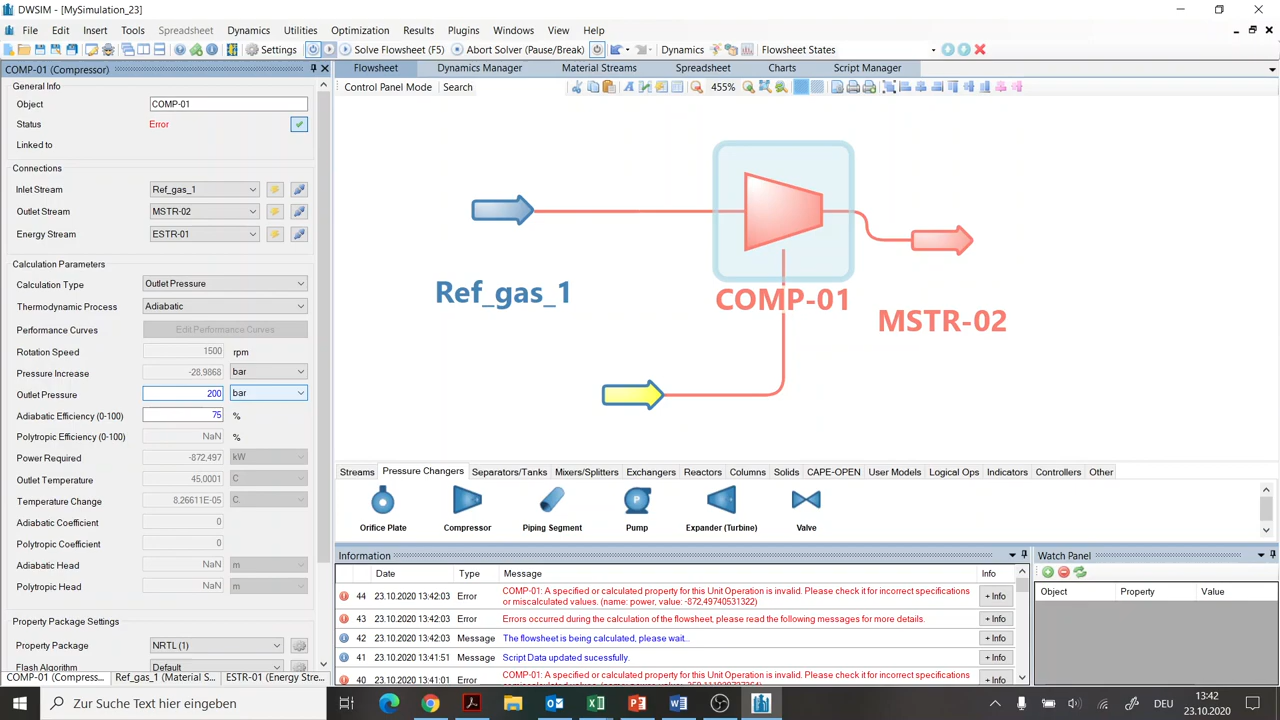 DWSIM - [MySimulation_23]
File Edit Insert Tools Spreadsheet Dynamics Utilities Optimization Results Plugins Windows View Help
Settings Solve Flowsheet (F5) Abort Solver (Pause/Break) Dynamics Flowsheet States
COMP-01 (Compressor)
Flowsheet Dynamics Manager Material Streams Spreadsheet Charts Script Manager
Control Panel Mode Search 455%
General Info
Object COMP-01
Status Error
Linked to
Connections
Inlet Stream Ref_gas_1
Outlet Stream MSTR-02
Energy Stream ESTR-01
Calculation Parameters
Calculation Type Outlet Pressure
Thermodynamic Process Adiabatic
Performance Curves Edit Performance Curves
Rotation Speed 1500 rpm
Pressure Increase -28.9868 bar
Outlet Pressure 200 bar
Adiabatic Efficiency (0-100) 75 %
Polytropic Efficiency (0-100) NaN %
Power Required -872.497 kW
Outlet Temperature 45.0001 C
Temperature Change 8.26611E-05 C.
Adiabatic Coefficient 0
Polytropic Coefficient 0
Adiabatic Head NaN m
Polytropic Head NaN m
Property Package Settings
Property Package NRTL (1)
Flash Algorithm Default
COMP-01 (Compress... Ref_gas_1 (Material S... ESTR-01 (Energy Stre...
Ref_gas_1
COMP-01
MSTR-02
Streams Pressure Changers Separators/Tanks Mixers/Splitters Exchangers Reactors Columns Solids CAPE-OPEN User Models Logical Ops Indicators Controllers Other
P
Orifice Plate Compressor Piping Segment Pump Expander (Turbine) Valve
Information
Date Type Message Info
44 23.10.2020 13:42:03 Error COMP-01: A specified or calculated property for this Unit Operation is invalid. Please check it for incorrect specifications + Info
or miscalculated values. (name: power, value: -872.49740531322)
43 23.10.2020 13:42:03 Error Errors occurred during the calculation of the flowsheet, please read the following messages for more details. + Info
42 23.10.2020 13:42:03 Message The flowsheet is being calculated, please wait... + Info
41 23.10.2020 13:41:51 Message Script Data updated sucessfully. + Info
40 23.10.2020 13:41:01 Error COMP-01: A specified or calculated property for this Unit Operation is invalid. Please check it for incorrect specifications + Info
Watch Panel
Object Property Value
Zur Suche Text hier eingeben
DEU
13:42
23.10.2020